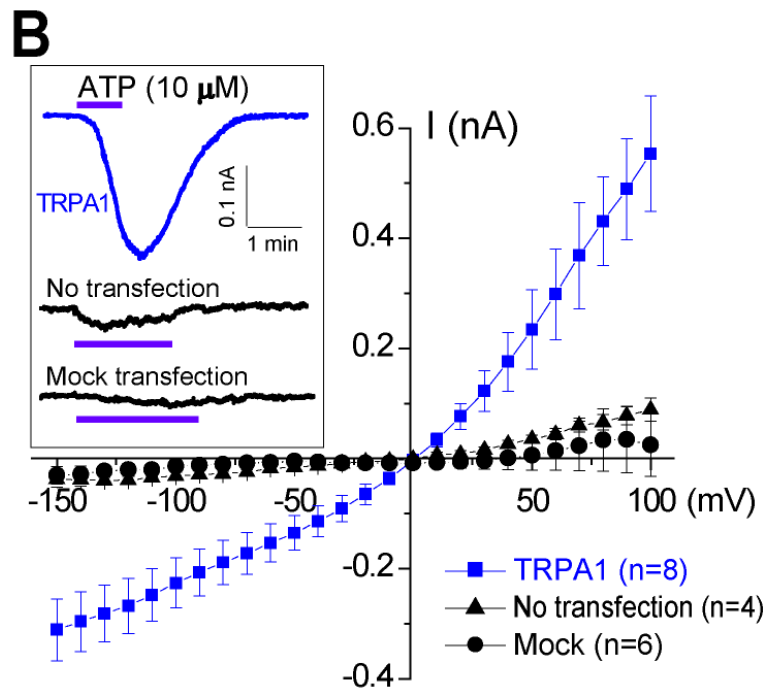 B
ATP (10 μM)
TRPA1
0.1 nA
1 min
No transfection
Mock transfection
I (nA)
0.6
0.4
0.2
-150
-100
-50
50
100
(mV)
-0.2
-0.4
TRPA1 (n=8)
No transfection (n=4)
Mock (n=6)